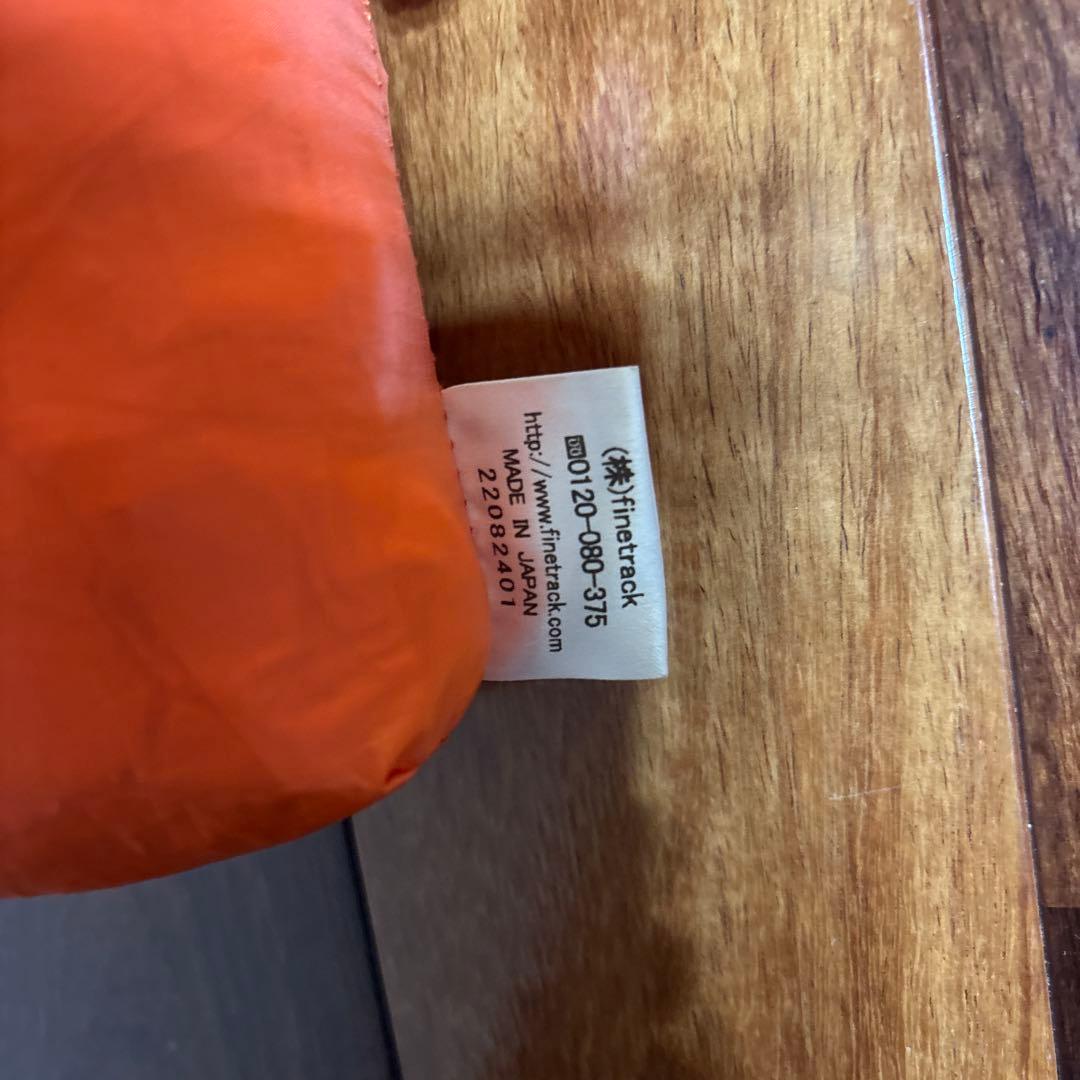 (株)finetrack
0120-080-375
http://www.finetrack.com
MADE IN JAPAN
22082401